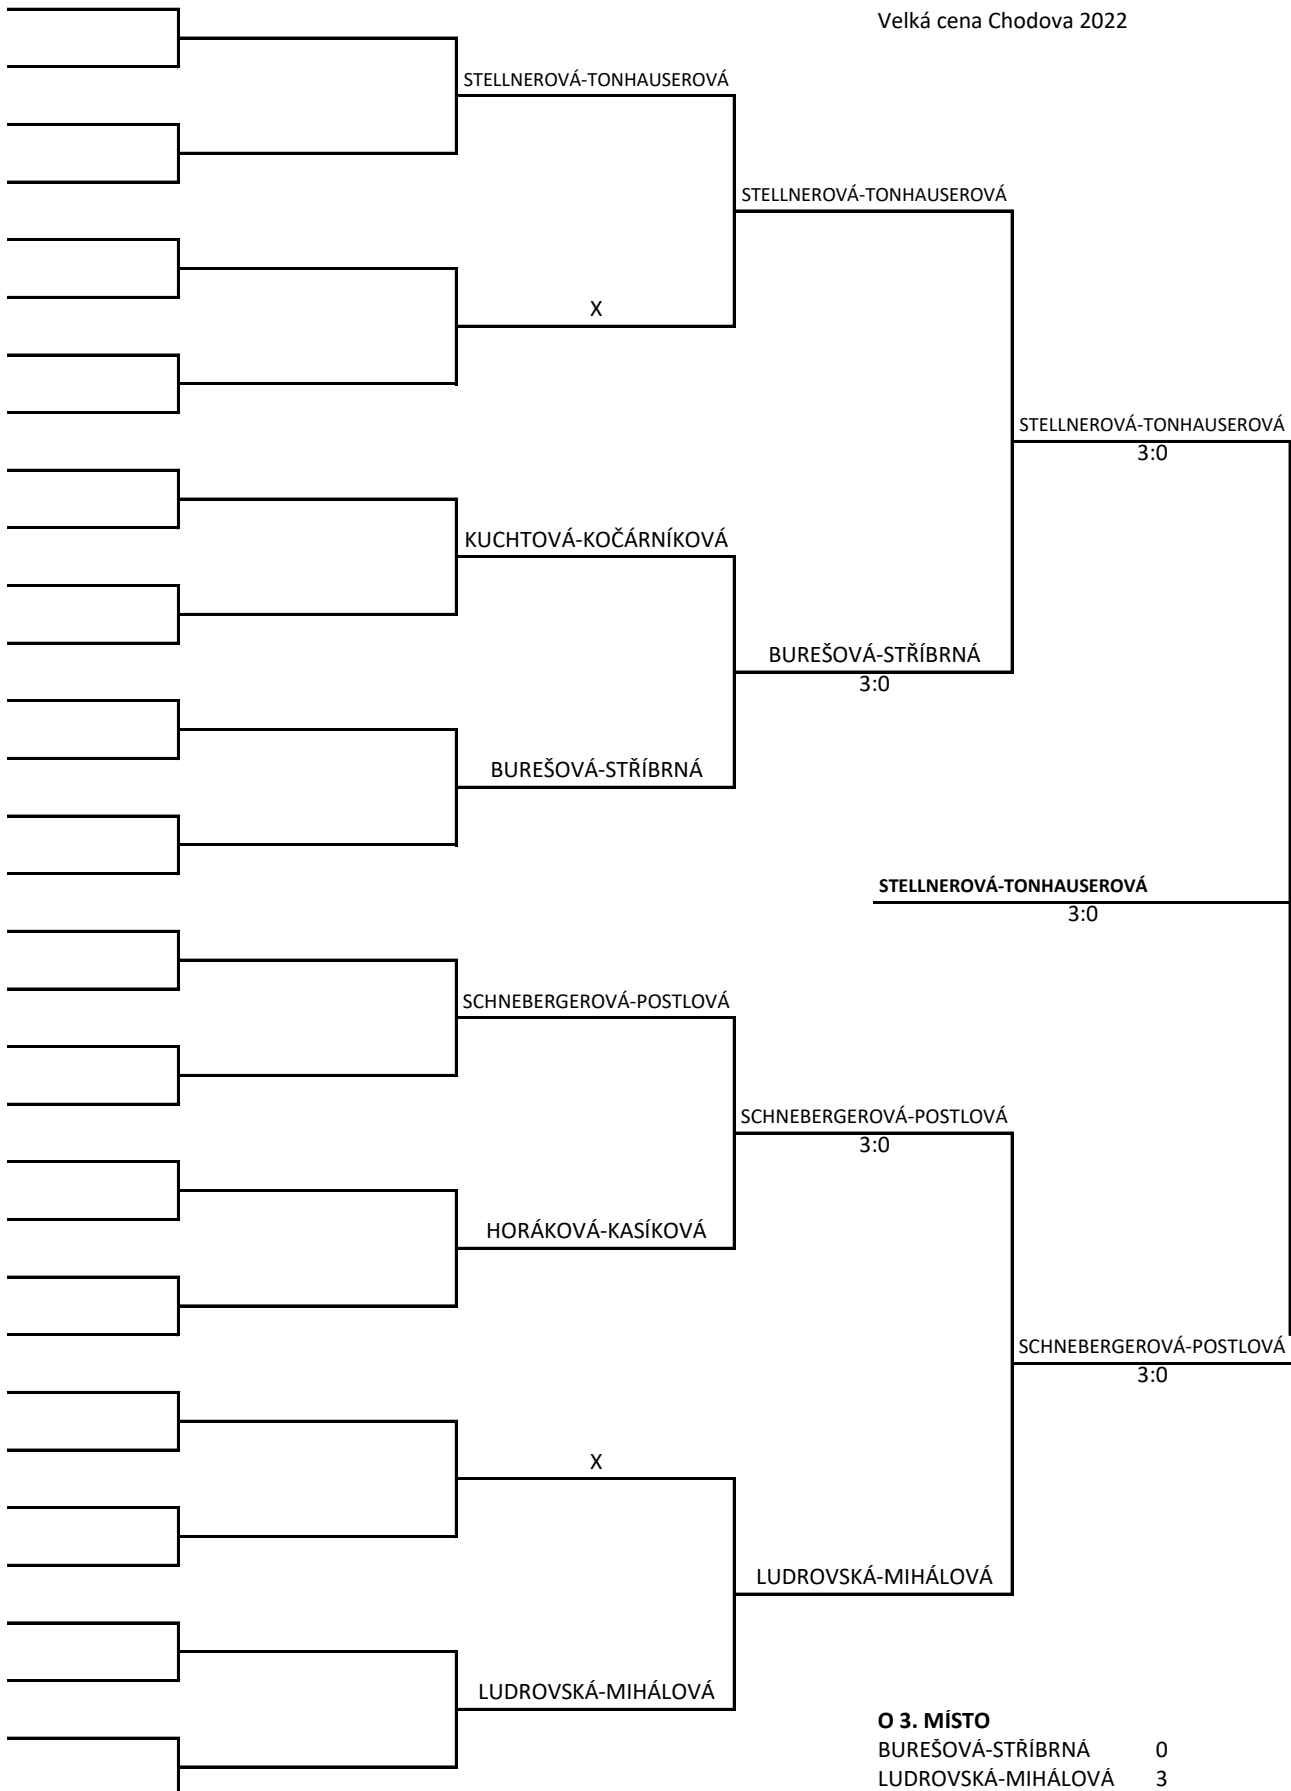 Velká cena Chodova 2022
STELLNEROVÁ-TONHAUSEROVÁ
STELLNEROVÁ-TONHAUSEROVÁ
X
STELLNEROVÁ-TONHAUSEROVÁ
3:0
KUCHTOVÁ-KOČÁRNÍKOVÁ
BUREŠOVÁ-STŘÍBRNÁ
3:0
BUREŠOVÁ-STŘÍBRNÁ
STELLNEROVÁ-TONHAUSEROVÁ
3:0
SCHNEBERGEROVÁ-POSTLOVÁ
SCHNEBERGEROVÁ-POSTLOVÁ
3:0
HORÁKOVÁ-KASÍKOVÁ
SCHNEBERGEROVÁ-POSTLOVÁ
3:0
X
LUDROVSKÁ-MIHÁLOVÁ
LUDROVSKÁ-MIHÁLOVÁ
O 3. MÍSTO
BUREŠOVÁ-STŘÍBRNÁ 0
LUDROVSKÁ-MIHÁLOVÁ 3